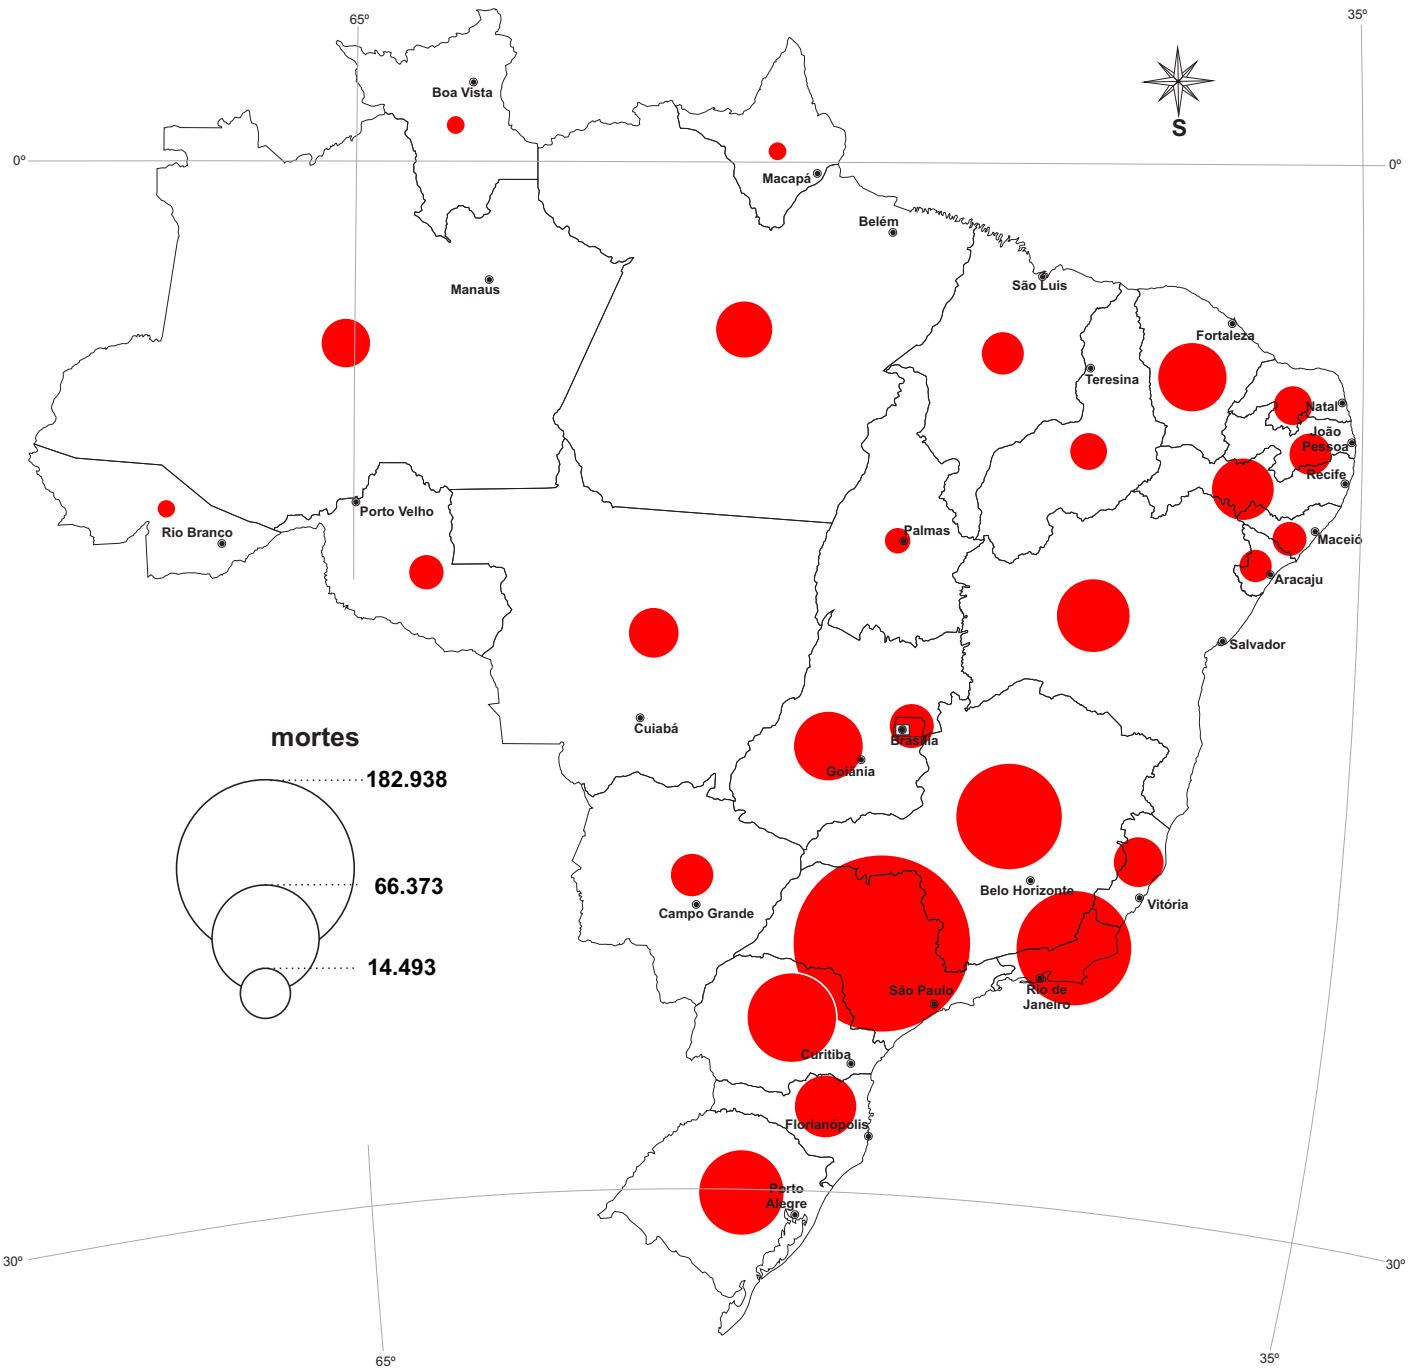 65º
35º
Boa Vista
S
0º
0º
Macapá
Belém
Manaus
São Luis
Fortaleza
Teresina
Natal
João
Pessoa
Recife
Porto Velho
Rio Branco
Palmas
Maceió
Aracaju
Salvador
Cuiabá
Brasília
Goiánia
mortes
182.938
66.373
14.493
Belo Horizonte
Vitória
Campo Grande
São Paulo
Rio de
Janeiro
Curitiba
Florianópolis
Porto
Alegre
30º
30º
65º
35º